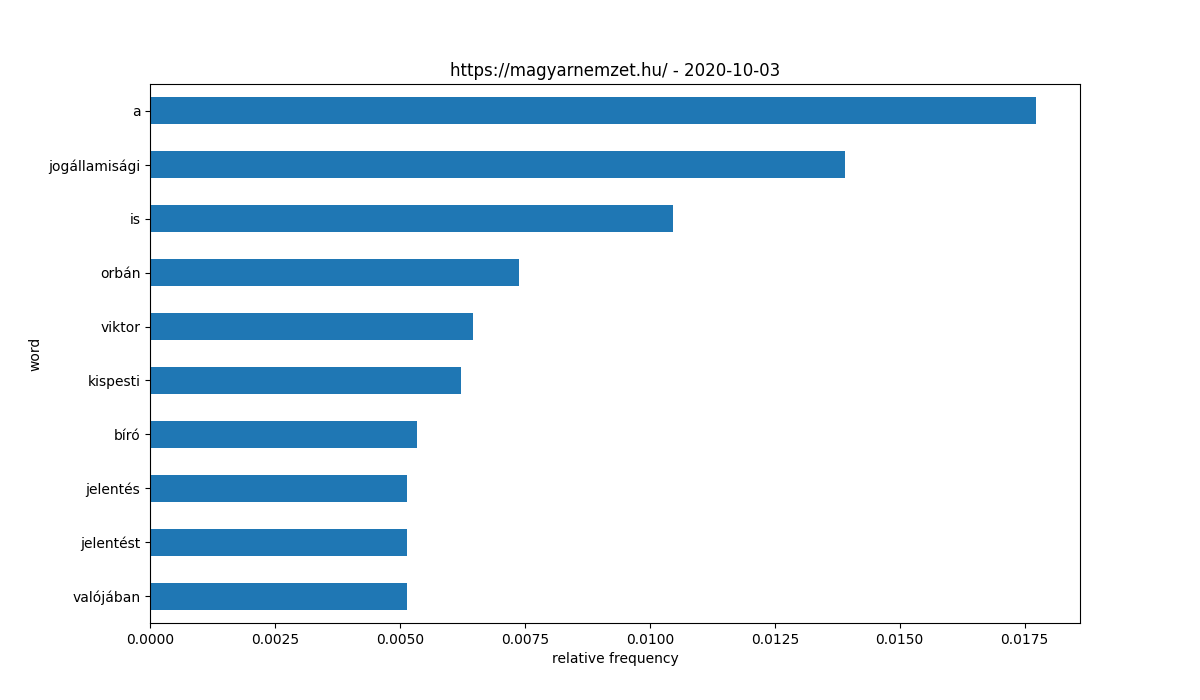 https://magyarnemzet.hu/ - 2020-10-03
a
jogállamisági
is
orbán
viktor
kispesti
bíró
jelentés
jelentést
valójában
word
0.0000 0.0025 0.0050 0.0075 0.0100 0.0125 0.0150 0.0175
relative frequency